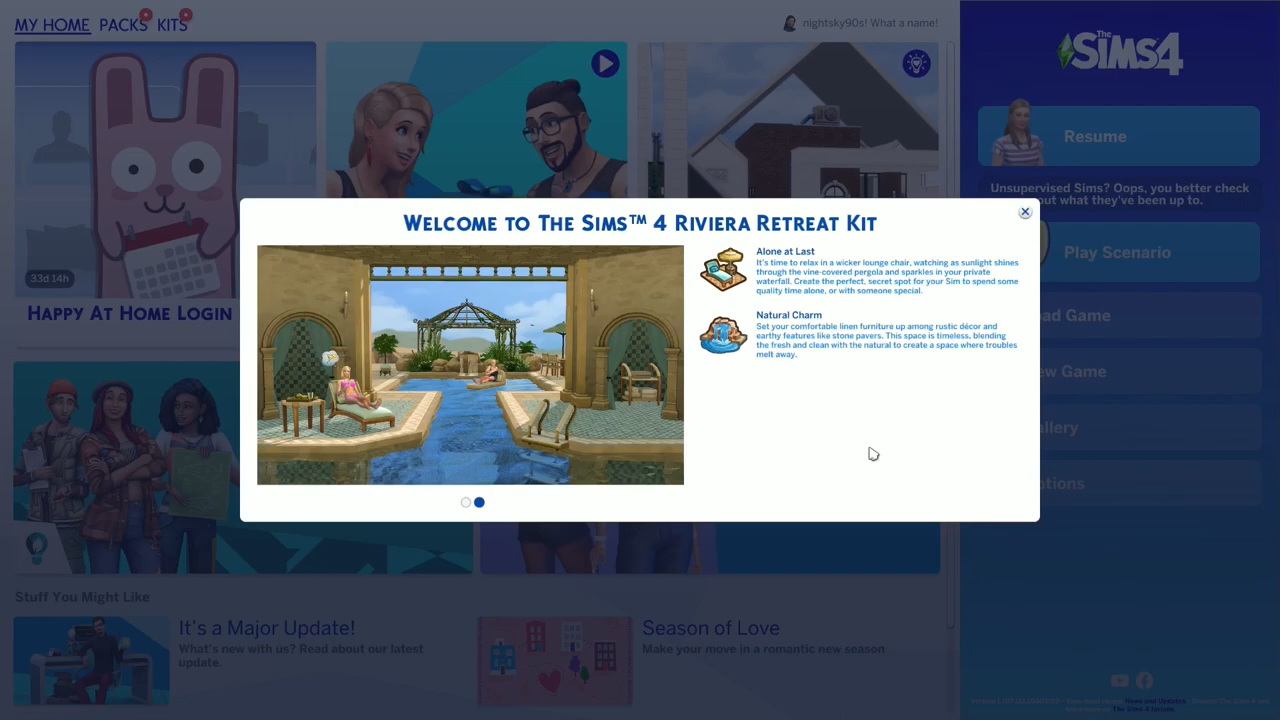 MY HOME PACKS KITS
nightsky90s! What a name!
The Sims 4
Resume
Unsupervised Sims? Oops, you better check
out what they've been up to.
Play Scenario
33d 14h
Happy At Home Login
Welcome to The Sims™ 4 Riviera Retreat Kit
Alone at Last
It's time to relax in a wicker lounge chair, watching as sunlight shines
through the vine-covered pergola and sparkles in your private
waterfall. Create the perfect, secret spot for your Sim to spend some
quality time alone, or with someone special.
Natural Charm
Set your comfortable linen furniture up among rustic décor and
earthy features like stone pavers. This space is timeless, blending
the fresh and clean with the natural to create a space where troubles
melt away.
ad Game
ew Game
llery
tions
Stuff You Might Like
It's a Major Update!
What's new with us? Read about our latest
update.
Season of Love
Make your move in a romantic new season
News and Updates
The Sims 4 Forums